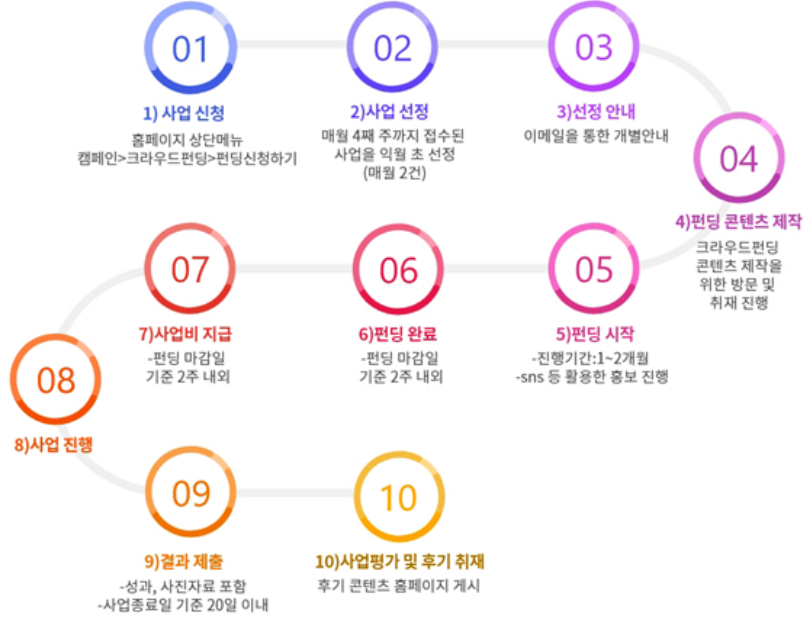 01
1) 사업 신청
홈페이지 상단메뉴
캠페인>크라우드펀딩>펀딩신청하기
02
2)사업 선정
매월 4째 주까지 접수된
사업을 익월 초 선정
(매월 2건)
03
3)선정 안내
이메일을 통한 개별안내
04
4)펀딩 콘텐츠 제작
크라우드펀딩
콘텐츠 제작을
위한 방문 및
취재 진행
05
5)펀딩 시작
-진행기간:1~2개월
-sns 등 활용한 홍보 진행
06
6)펀딩 완료
-펀딩 마감일
기준 2주 내외
07
7)사업비 지급
-펀딩 마감일
기준 2주 내외
08
8)사업 진행
09
9)결과 제출
-성과, 사진자료 포함
-사업종료일 기준 20일 이내
10
10)사업평가 및 후기 취재
후기 콘텐츠 홈페이지 게시